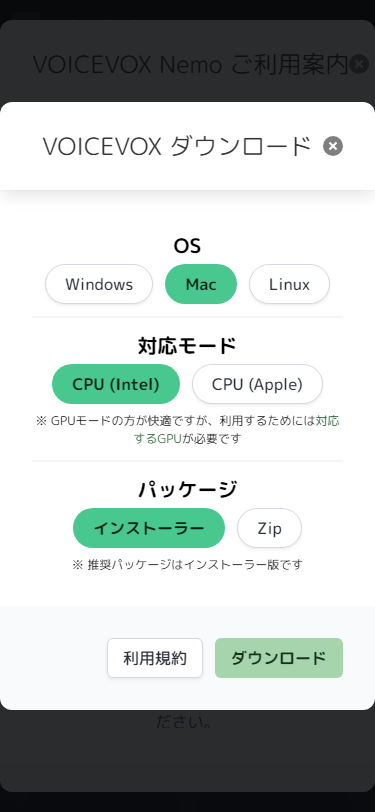 VOICEVOX Nemo ご利用案内
VOICEVOX ダウンロード
OS
Windows
Mac
Linux
対応モード
CPU (Intel)
CPU (Apple)
※ GPUモードの方が快適ですが、利用するためには対応
するGPUが必要です
パッケージ
インストーラー
Zip
※ 推奨パッケージはインストーラー版です
利用規約
ダウンロード
ださい。